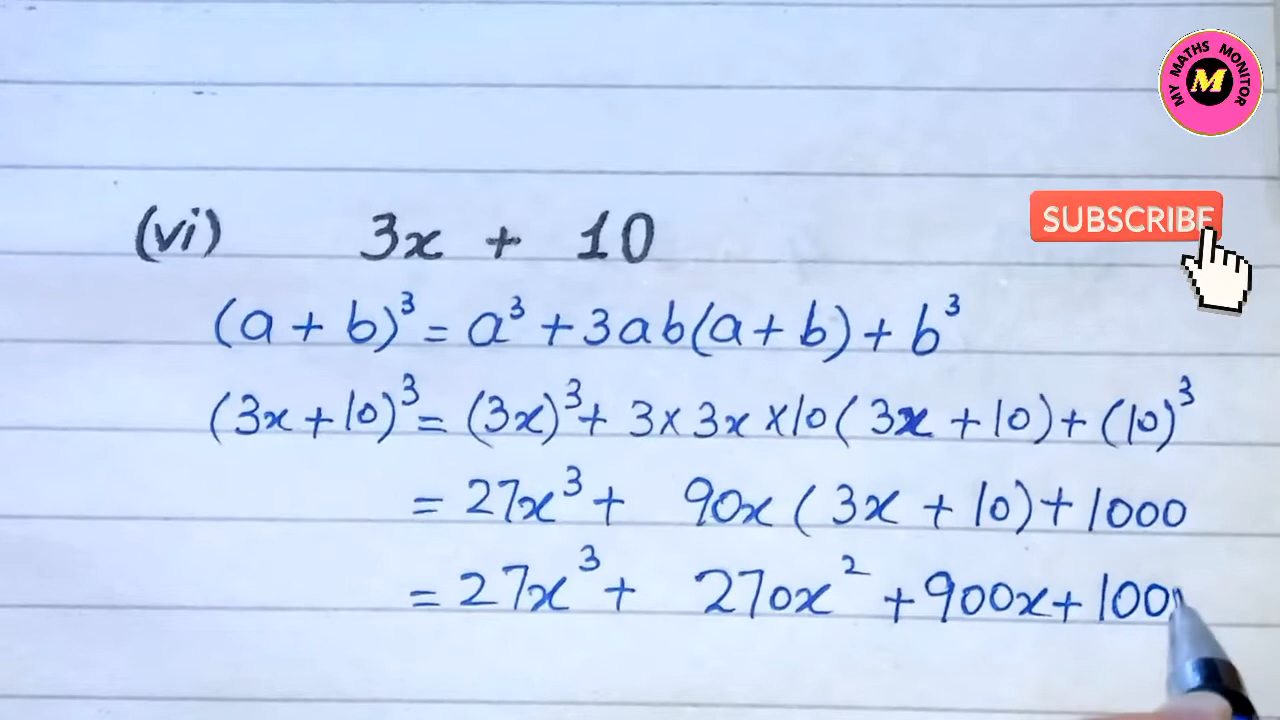 MY MATHS MONITOR
M
SUBSCRIBE
(vi) 3x + 10
(a + b)³ = a³ + 3ab(a + b) + b³
(3x + 10)³ = (3x)³ + 3 × 3x × 10 ( 3x + 10) + (10)³
= 27x³ + 90x ( 3x + 10) + 1000
= 27x³ + 270x² + 900x + 100